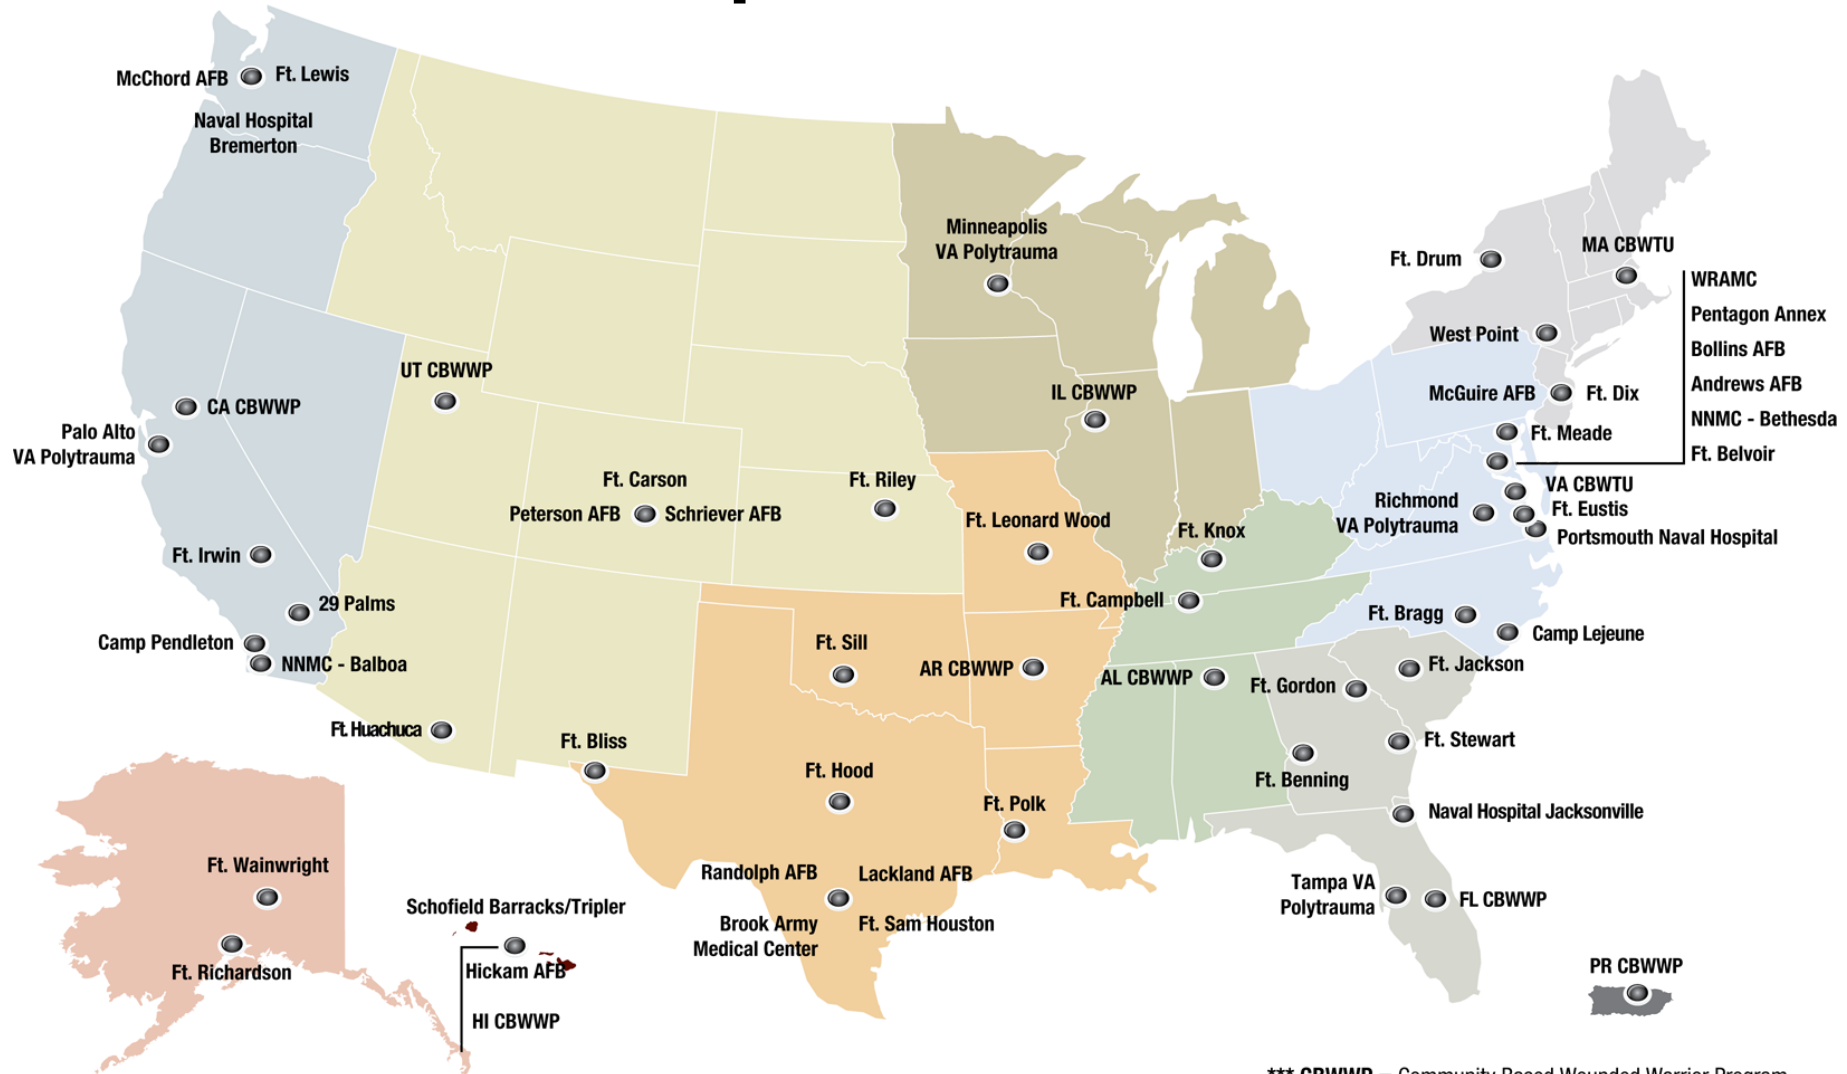 McChord AFB
Ft. Lewis
Naval Hospital
Bremerton
Minneapolis
VA Polytrauma
Ft. Drum
MA CBWTU
WRAMC
Pentagon Annex
Bollins AFB
Andrews AFB
NNMC - Bethesda
Ft. Belvoir
West Point
McGuire AFB
Ft. Dix
Ft. Meade
UT CBWWP
IL CBWWP
CA CBWWP
Palo Alto
VA Polytrauma
Ft. Carson
Peterson AFB
Schriever AFB
Ft. Riley
Ft. Leonard Wood
Ft. Knox
Richmond
VA Polytrauma
VA CBWTU
Ft. Eustis
Portsmouth Naval Hospital
Ft. Irwin
29 Palms
Camp Pendleton
NNMC - Balboa
Ft. Campbell
Ft. Bragg
Camp Lejeune
Ft. Sill
AR CBWWP
AL CBWWP
Ft. Gordon
Ft. Jackson
Ft. Huachuca
Ft. Bliss
Ft. Hood
Ft. Polk
Ft. Benning
Ft. Stewart
Naval Hospital Jacksonville
Randolph AFB
Lackland AFB
Brook Army
Medical Center
Ft. Sam Houston
Tampa VA
Polytrauma
FL CBWWP
Ft. Wainwright
Ft. Richardson
Schofield Barracks/Tripler
Hickam AFB
HI CBWWP
PR CBWWP
*** CBWWP = Community Based Wounded Warrior Program